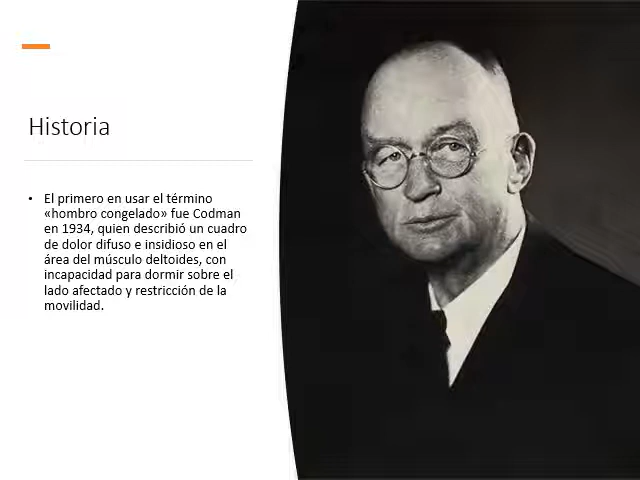 Historia
• El primero en usar el término
«hombro congelado» fue Codman
en 1934, quien describió un cuadro
de dolor difuso e insidioso en el
área del músculo deltoides, con
incapacidad para dormir sobre el
lado afectado y restricción de la
movilidad.